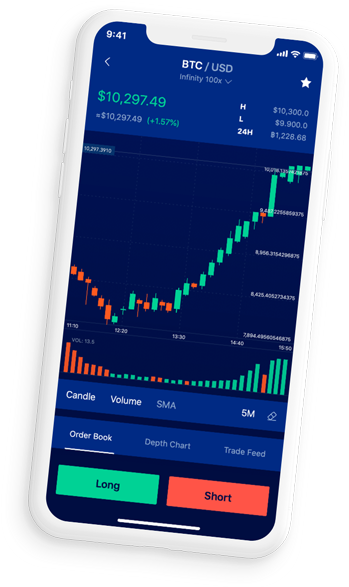 9:41
BTC / USD
Infinity 100x
$10,297.49
≈$10,297.49 (+1.57%)
H $10,300.0
L $9.900.0
24H ฿1,228.68
10,297.3910
9,487.2255859375
8,956.3154296875
8,425.4052734375
7,894.49560546875
11:10 12:20 13:30 14:40 15:50
VOL: 13.5
Candle Volume SMA 5M
Order Book Depth Chart Trade Feed
Long Short